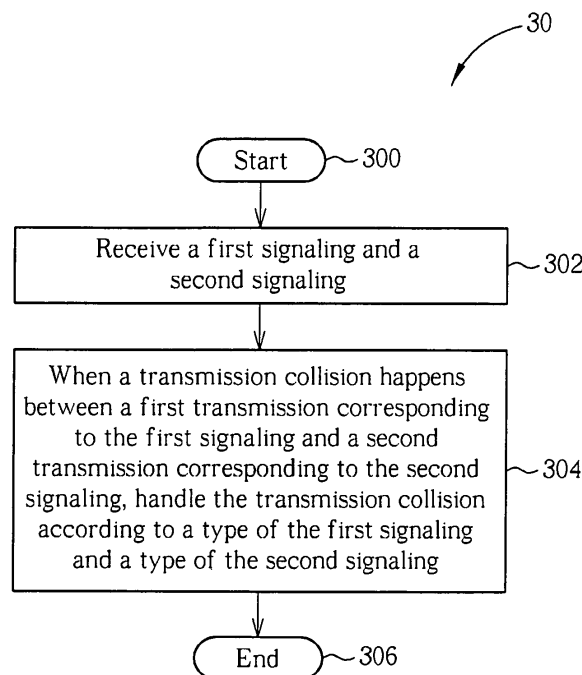 30
Start
300
Receive a first signaling and a
second signaling
302
When a transmission collision happens
between a first transmission corresponding
to the first signaling and a second
transmission corresponding to the second
signaling, handle the transmission collision
according to a type of the first signaling
and a type of the second signaling
304
End
306